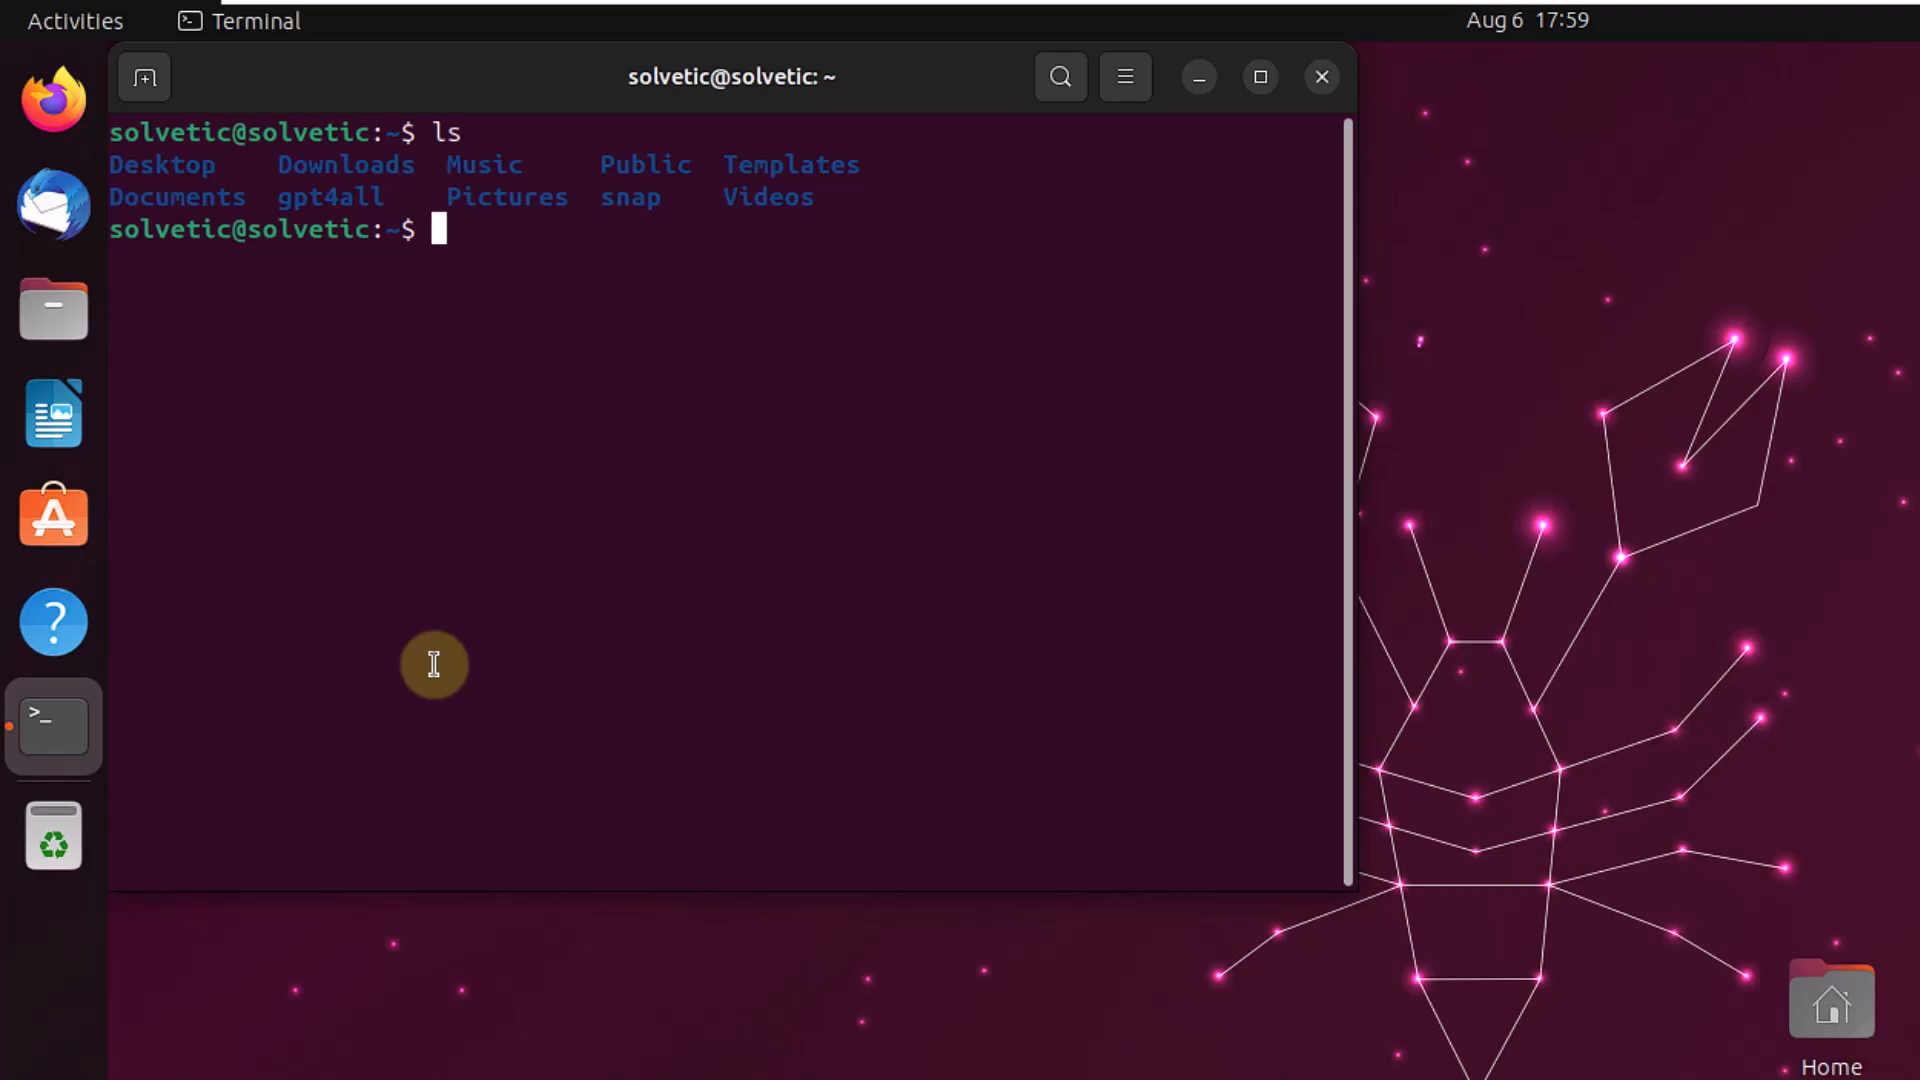 Activities Terminal Aug 6 17:59
solvetic@solvetic: ~
solvetic@solvetic:~$ ls
Desktop Downloads Music Public Templates
Documents gpt4all Pictures snap Videos
solvetic@solvetic:~$
Home